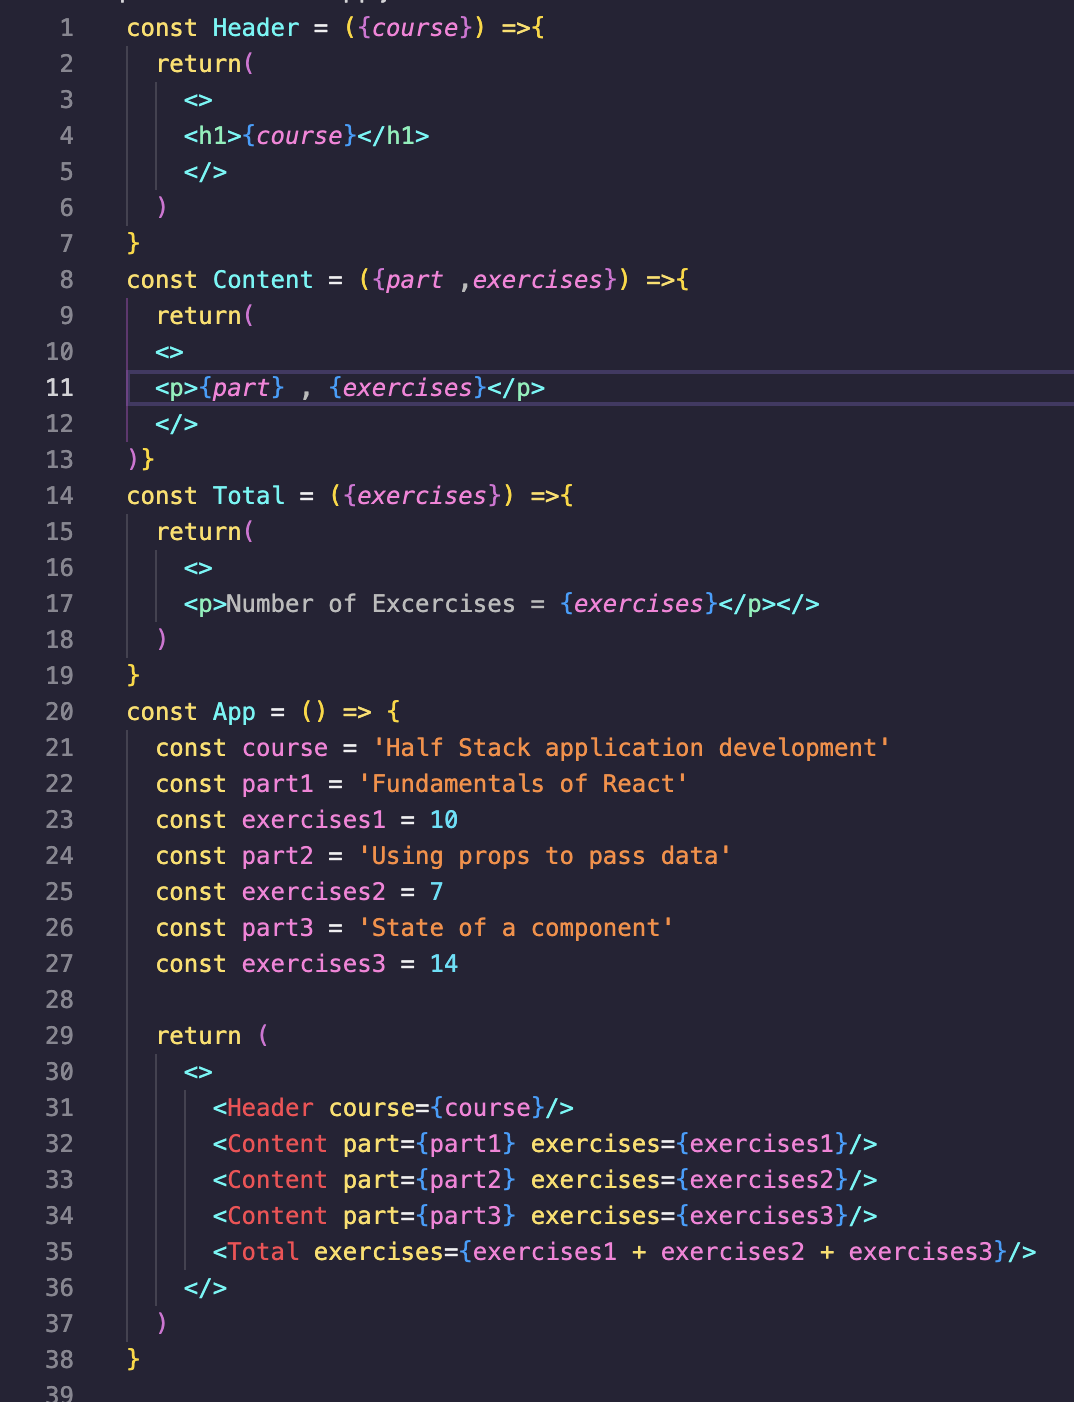 1 const Header = ({course}) =>{
2 return(
3 <>
4 <h1>{course}</h1>
5 </>
6 )
7 }
8 const Content = ({part ,exercises}) =>{
9 return(
10 <>
11 <p>{part} , {exercises}</p>
12 </>
13 )}
14 const Total = ({exercises}) =>{
15 return(
16 <>
17 <p>Number of Excercises = {exercises}</p></>
18 )
19 }
20 const App = () => {
21 const course = 'Half Stack application development'
22 const part1 = 'Fundamentals of React'
23 const exercises1 = 10
24 const part2 = 'Using props to pass data'
25 const exercises2 = 7
26 const part3 = 'State of a component'
27 const exercises3 = 14
28
29 return (
30 <>
31 <Header course={course}/>
32 <Content part={part1} exercises={exercises1}/>
33 <Content part={part2} exercises={exercises2}/>
34 <Content part={part3} exercises={exercises3}/>
35 <Total exercises={exercises1 + exercises2 + exercises3}/>
36 </>
37 )
38 }
39